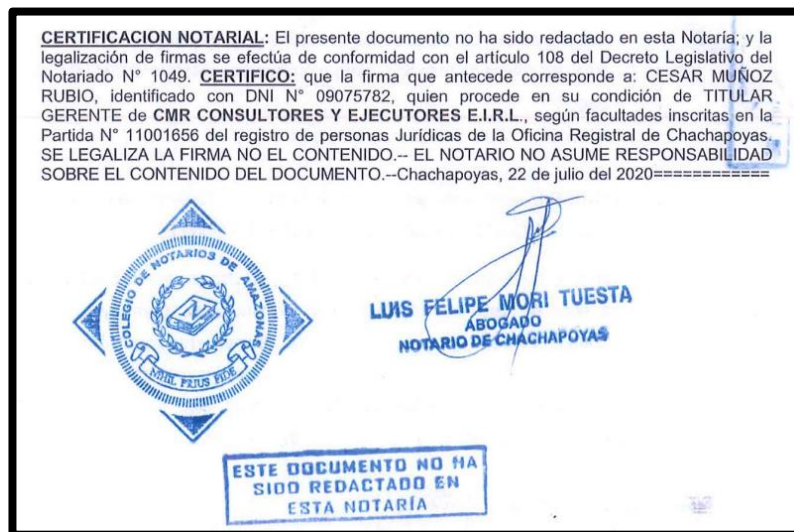 CERTIFICACION NOTARIAL: El presente documento no ha sido redactado en esta Notaría; y la
legalización de firmas se efectúa de conformidad con el artículo 108 del Decreto Legislativo del
Notariado N° 1049. CERTIFICO: que la firma que antecede corresponde a: CESAR MUÑOZ
RUBIO, identificado con DNI N° 09075782, quien procede en su condición de TITULAR
GERENTE de CMR CONSULTORES Y EJECUTORES E.I.R.L., según facultades inscritas en la
Partida N° 11001656 del registro de personas Jurídicas de la Oficina Registral de Chachapoyas.
SE LEGALIZA LA FIRMA NO EL CONTENIDO.-- EL NOTARIO NO ASUME RESPONSABILIDAD
SOBRE EL CONTENIDO DEL DOCUMENTO.--Chachapoyas, 22 de julio del 2020============
COLEGIO DE NOTARIOS DE AMAZONAS
N
NIHIL PRIUS FIDE
LUIS FELIPE MORI TUESTA
ABOGADO
NOTARIO DE CHACHAPOYAS
ESTE DOCUMENTO NO HA
SIDO REDACTADO EN
ESTA NOTARÍA